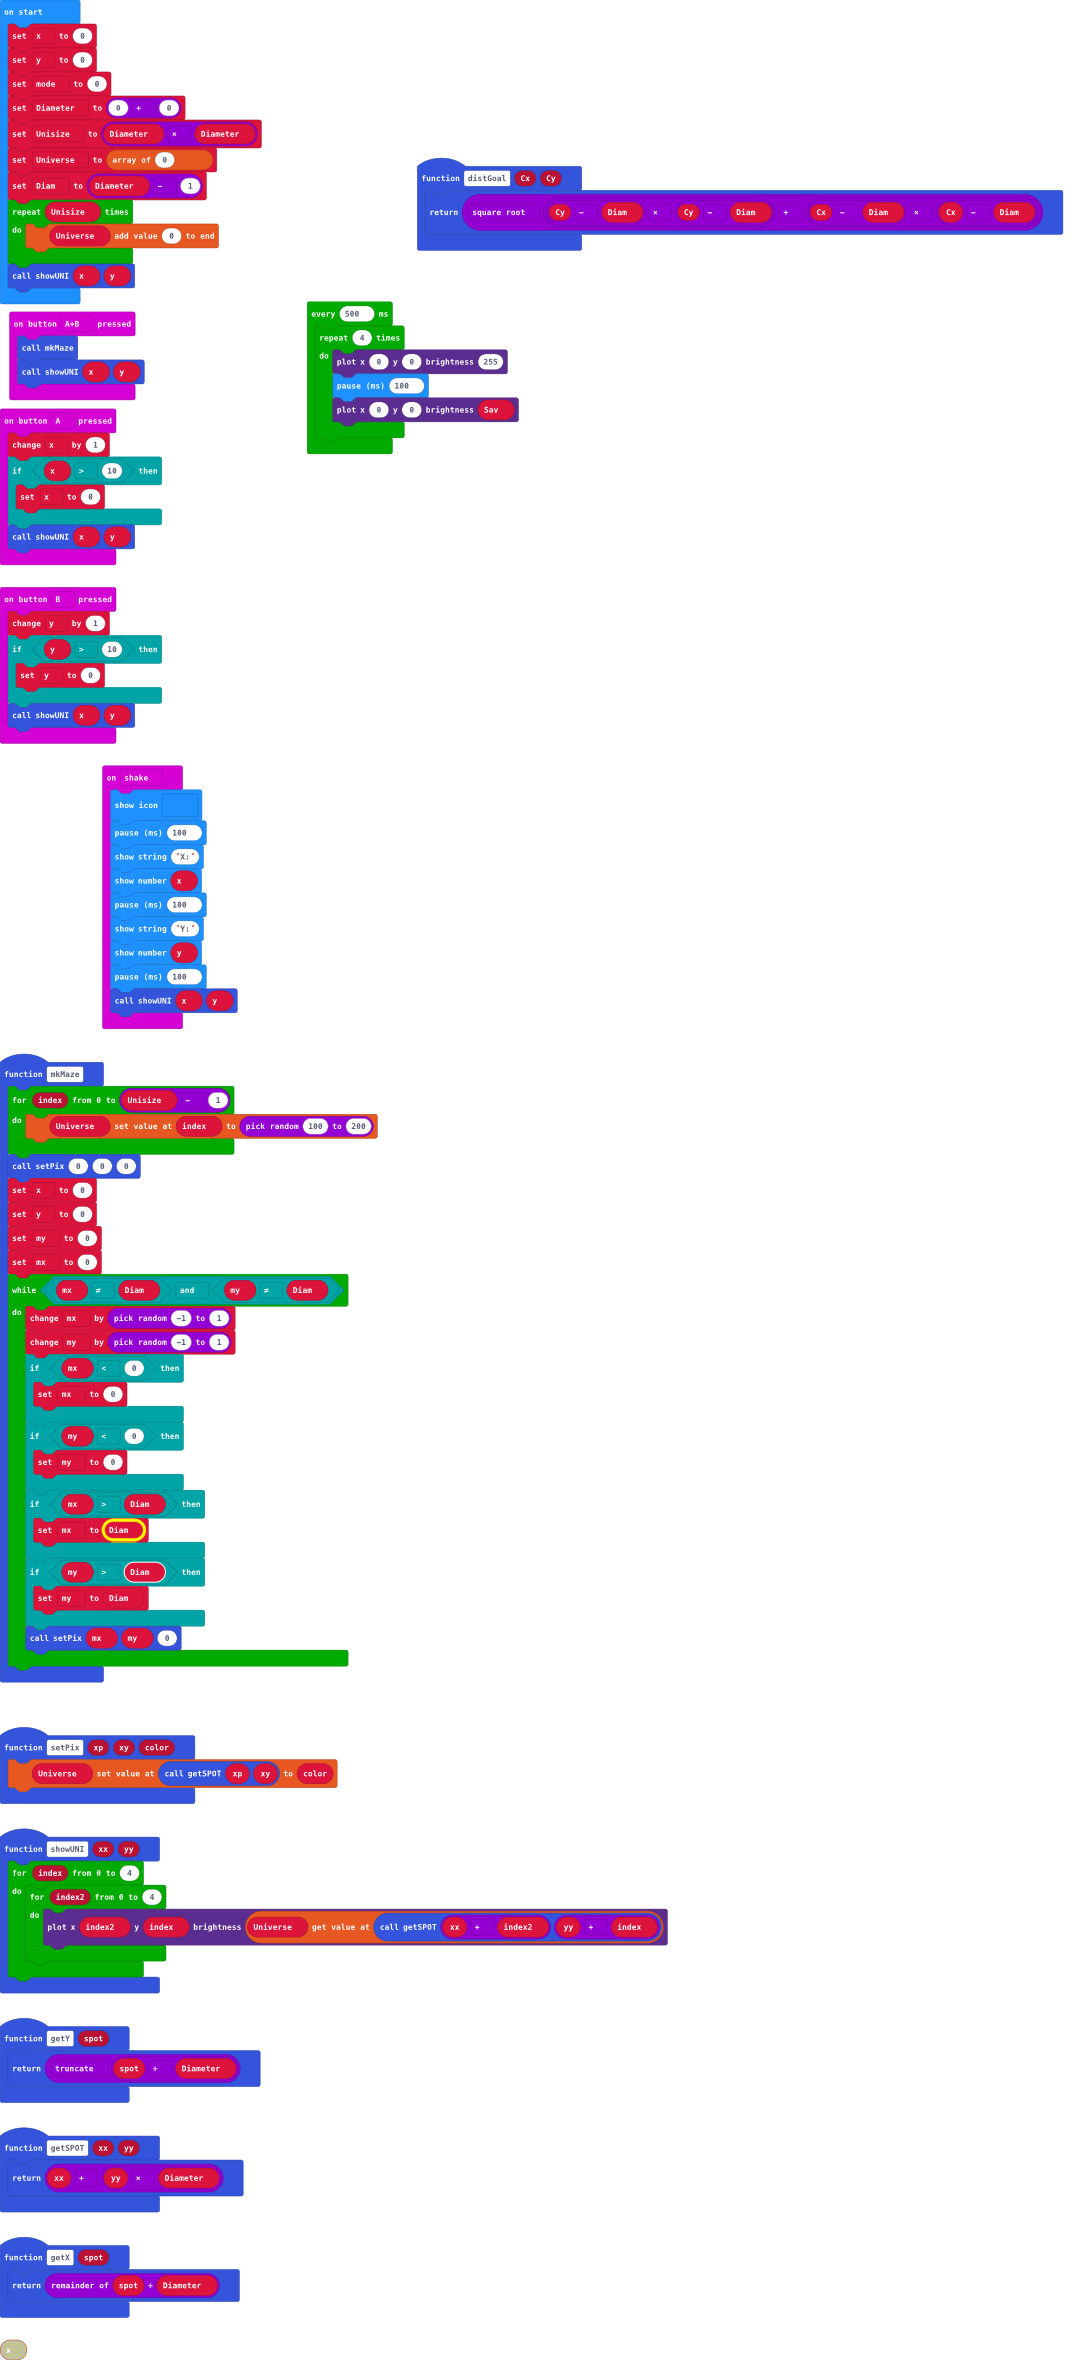 on start
set x to 0
set y to 0
set mode to 0
set Diameter to 0 + 0
set Unisize to Diameter × Diameter
set Universe to array of 0
set Diam to Diameter − 1
repeat Unisize times
do Universe add value 0 to end
call showUNI x y
function distGoal Cx Cy
return square root Cy − Diam × Cy − Diam + Cx − Diam × Cx − Diam
on button A+B pressed
call mkMaze
call showUNI x y
every 500 ms
repeat 4 times
do plot x 0 y 0 brightness 255
pause (ms) 100
plot x 0 y 0 brightness Sav
on button A pressed
change x by 1
if x > 10 then
set x to 0
call showUNI x y
on button B pressed
change y by 1
if y > 10 then
set y to 0
call showUNI x y
on shake
show icon
pause (ms) 100
show string "X:"
show number x
pause (ms) 100
show string "Y:"
show number y
pause (ms) 100
call showUNI x y
function mkMaze
for index from 0 to Unisize − 1
do Universe set value at index to pick random 100 to 200
call setPix 0 0 0
set x to 0
set y to 0
set my to 0
set mx to 0
while mx ≠ Diam and my ≠ Diam
do change mx by pick random −1 to 1
change my by pick random −1 to 1
if mx < 0 then
set mx to 0
if my < 0 then
set my to 0
if mx > Diam then
set mx to Diam
if my > Diam then
set my to Diam
call setPix mx my 0
function setPix xp xy color
Universe set value at call getSPOT xp xy to color
function showUNI xx yy
for index from 0 to 4
do for index2 from 0 to 4
do plot x index2 y index brightness Universe get value at call getSPOT xx + index2 yy + index
function getY spot
return truncate spot ÷ Diameter
function getSPOT xx yy
return xx + yy × Diameter
function getX spot
return remainder of spot ÷ Diameter
x